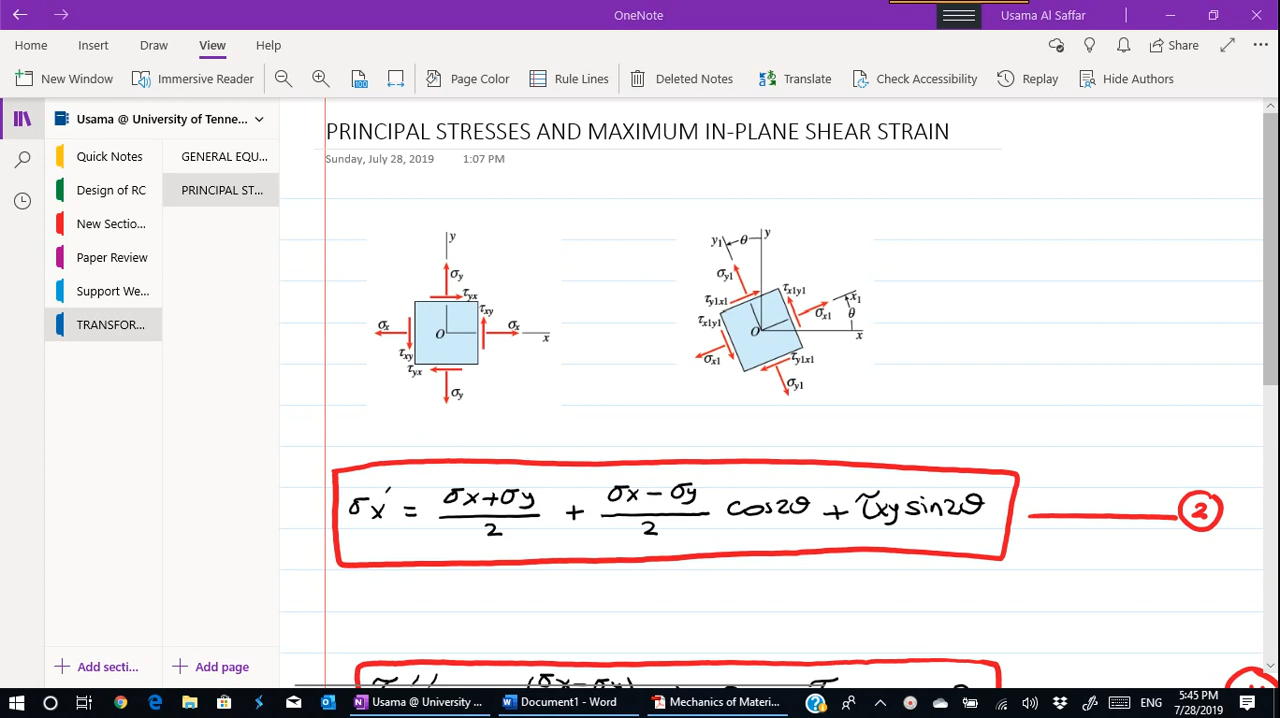 OneNote
Usama Al Saffar
Home
Insert
Draw
View
Help
Share
New Window
Immersive Reader
Page Color
Rule Lines
Deleted Notes
Translate
Check Accessibility
Replay
Hide Authors
Usama @ University of Tenne...
Quick Notes
Design of RC
New Sectio...
Paper Review
Support We...
TRANSFOR...
Add secti...
GENERAL EQU...
PRINCIPAL ST...
Add page
PRINCIPAL STRESSES AND MAXIMUM IN-PLANE SHEAR STRAIN
Sunday, July 28, 2019 1:07 PM
y
σy
τyx
τxy
σx
O
σx
x
τxy
τyx
σy
y1
θ
y
σy1
τy1x1
τx1y1
x1
σx1
θ
τx1y1
O
x
σx1
τy1x1
σy1
σx' = σx+σy/2 + σx-σy/2 cos2θ + τxy sin2θ
2
Usama @ University ...
Document1 - Word
Mechanics of Materi...
ENG
5:45 PM
7/28/2019